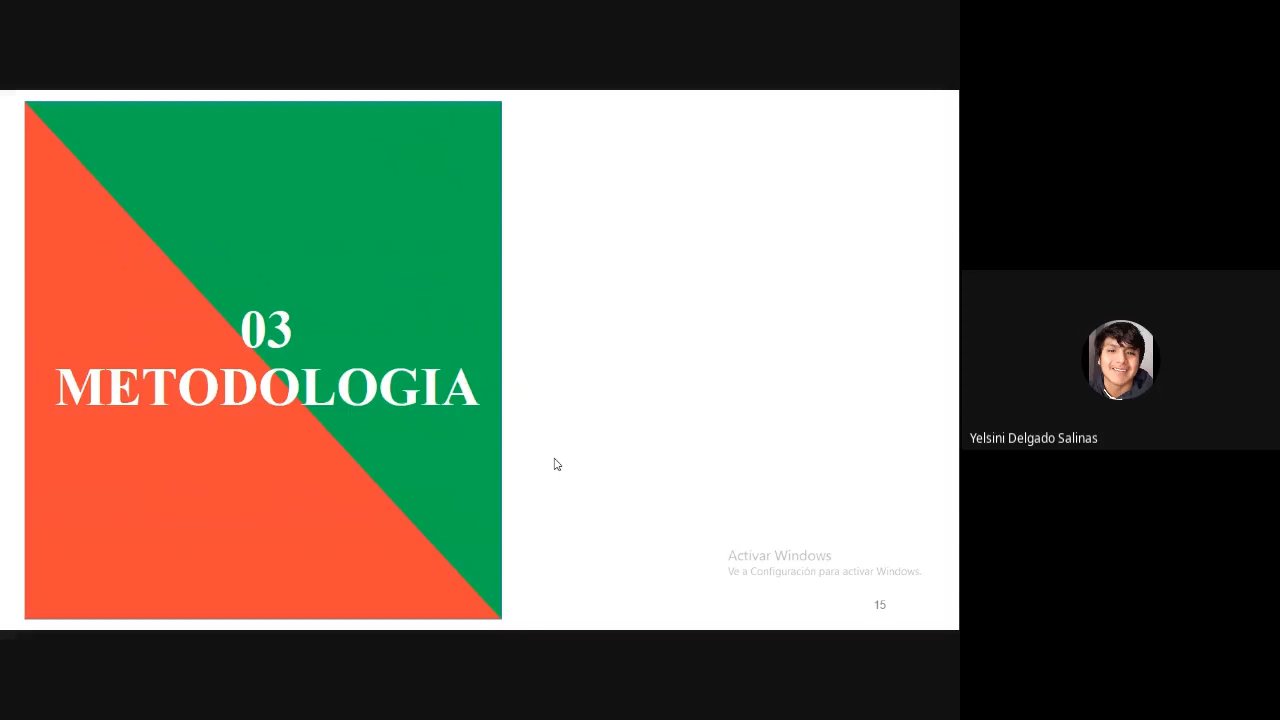 03
METODOLOGIA
Yelsini Delgado Salinas
Activar Windows
Ve a Configuración para activar Windows.
15